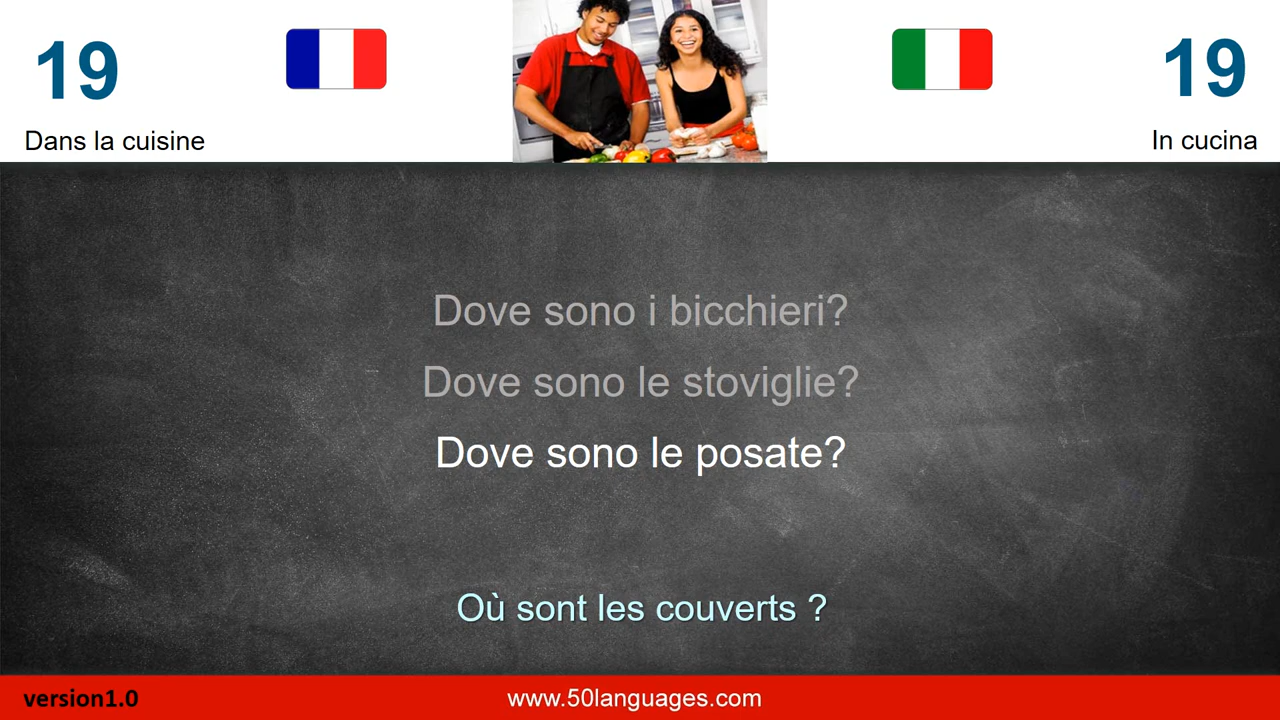 19
19
Dans la cuisine
In cucina
Dove sono i bicchieri?
Dove sono le stoviglie?
Dove sono le posate?
Où sont les couverts ?
version1.0
www.50languages.com